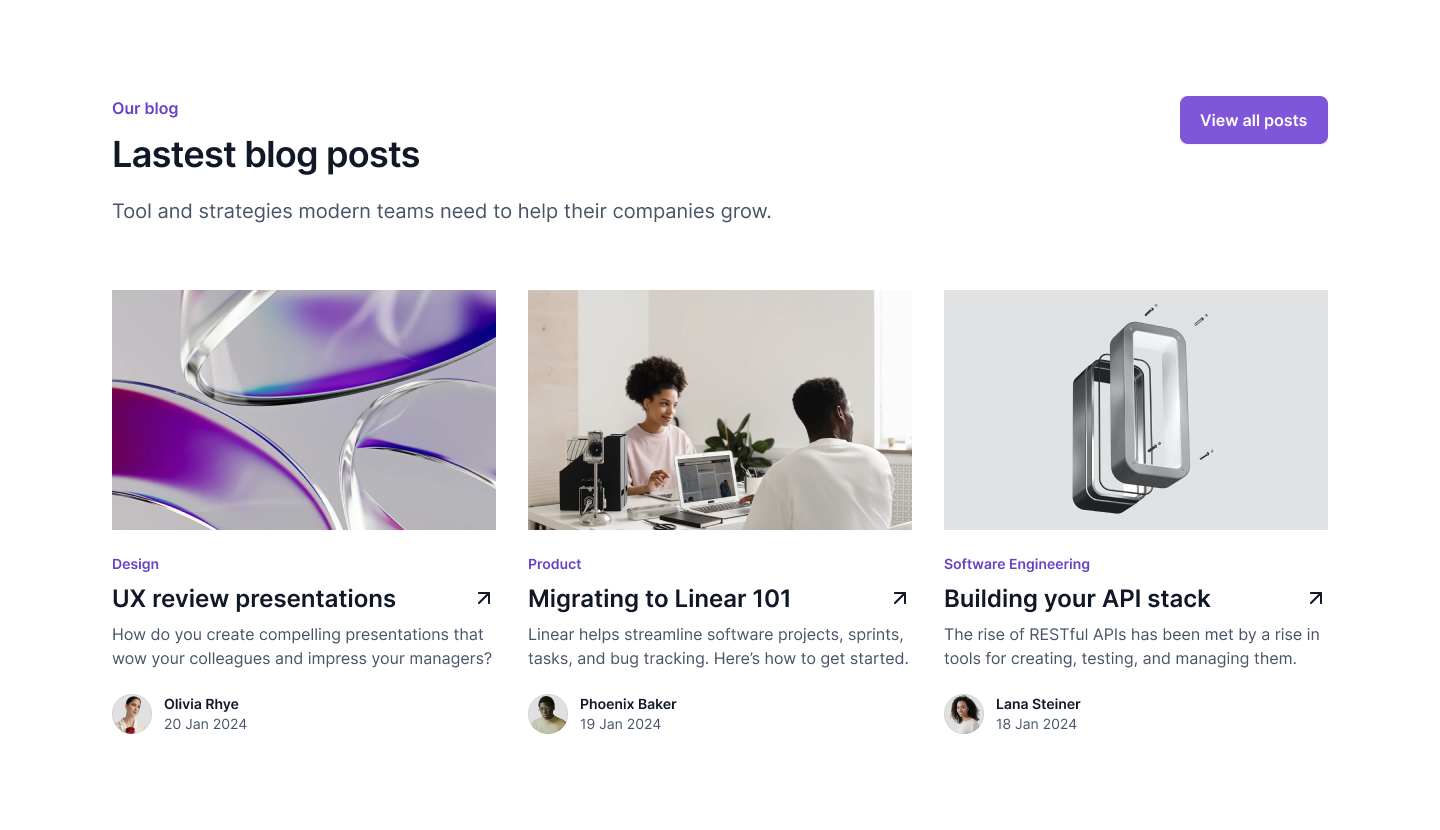 Our blog
View all posts
Lastest blog posts
Tool and strategies modern teams need to help their companies grow.
Design
UX review presentations
How do you create compelling presentations that
wow your colleagues and impress your managers?
Olivia Rhye
20 Jan 2024
Product
Migrating to Linear 101
Linear helps streamline software projects, sprints,
tasks, and bug tracking. Here’s how to get started.
Phoenix Baker
19 Jan 2024
Software Engineering
Building your API stack
The rise of RESTful APIs has been met by a rise in
tools for creating, testing, and managing them.
Lana Steiner
18 Jan 2024